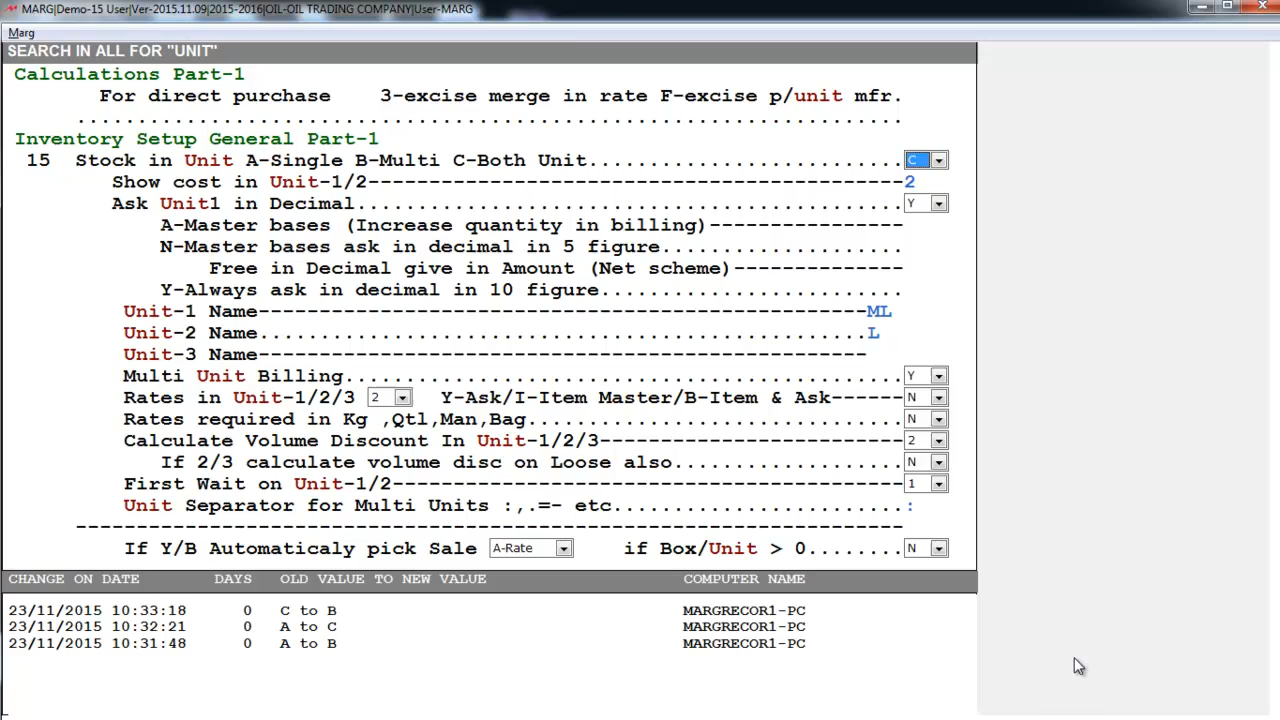 MARG|Demo-15 User|Ver-2015.11.09|2015-2016|OIL-OIL TRADING COMPANY|User-MARG
Marg
SEARCH IN ALL FOR "UNIT"
Calculations Part-1
For direct purchase 3-excise merge in rate F-excise p/unit mfr.
....................................................................
Inventory Setup General Part-1
15 Stock in Unit A-Single B-Multi C-Both Unit.......................... C
Show cost in Unit-1/2--------------------------------------------2
Ask Unit1 in Decimal............................................. Y
A-Master bases (Increase quantity in billing)----------------
N-Master bases ask in decimal in 5 figure....................
Free in Decimal give in Amount (Net scheme)--------------
Y-Always ask in decimal in 10 figure.........................
Unit-1 Name--------------------------------------------------ML
Unit-2 Name..................................................L
Unit-3 Name--------------------------------------------------
Multi Unit Billing.............................................. Y
Rates in Unit-1/2/3 2 Y-Ask/I-Item Master/B-Item & Ask------ N
Rates required in Kg ,Qtl,Man,Bag............................... N
Calculate Volume Discount In Unit-1/2/3------------------------- 2
If 2/3 calculate volume disc on Loose also................... N
First Wait on Unit-1/2------------------------------------------ 1
Unit Separator for Multi Units :,.=- etc........................:
--------------------------------------------------------------------
If Y/B Automaticaly pick Sale A-Rate if Box/Unit > 0........ N
CHANGE ON DATE DAYS OLD VALUE TO NEW VALUE COMPUTER NAME
23/11/2015 10:33:18 0 C to B MARGRECOR1-PC
23/11/2015 10:32:21 0 A to C MARGRECOR1-PC
23/11/2015 10:31:48 0 A to B MARGRECOR1-PC